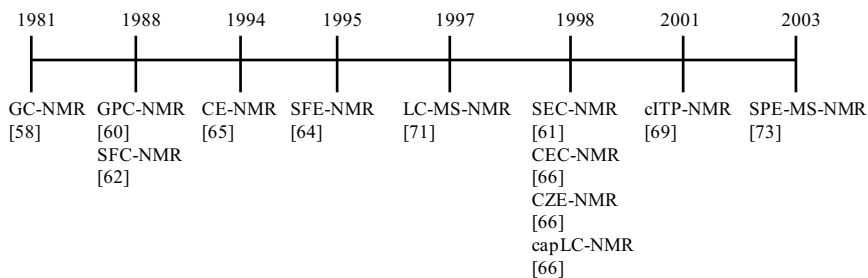 1981 1988 1994 1995 1997 1998 2001 2003
GC-NMR GPC-NMR CE-NMR SFE-NMR LC-MS-NMR SEC-NMR cITP-NMR SPE-MS-NMR
[58] [60] [65] [64] [71] [61] [69] [73]
SFC-NMR CEC-NMR
[62] [66]
CZE-NMR
[66]
capLC-NMR
[66]